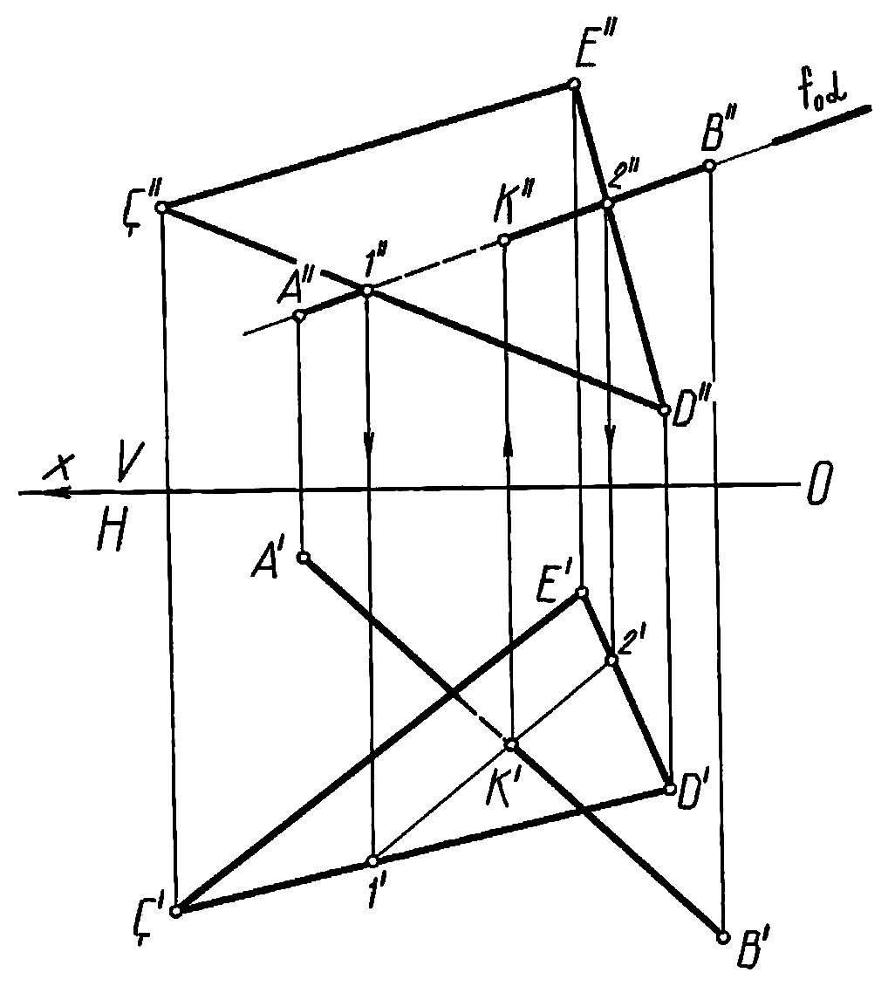 E"
f₀α
B"
2"
K"
Ç"
1"
A"
D"
x V
O
H
A'
E'
2'
K'
D'
1'
Ç'
B'